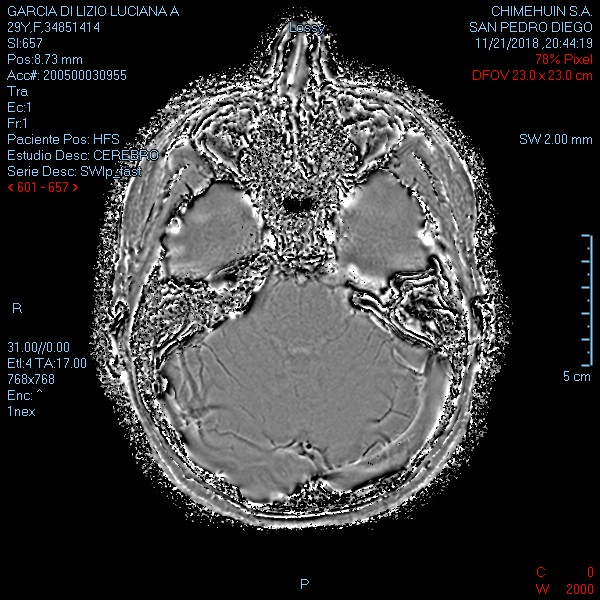 GARCIA DI LIZIO LUCIANA A
29Y,F,34851414
Sl:657
Pos:8.73 mm
Acc#: 200500030955
Tra
Ec:1
Fr:1
Paciente Pos: HFS
Estudio Desc: CEREBRO
Serie Desc: SWIp_fast
< 601 - 657 >
Lossy
CHIMEHUIN S.A.
SAN PEDRO DIEGO
11/21/2018 ,20:44:19
78% Pixel
DFOV 23.0 x 23.0 cm
SW 2.00 mm
R
31.00//0.00
Etl:4 TA:17.00
768x768
Enc: ^
1nex
5 cm
P
C 0
W 2000